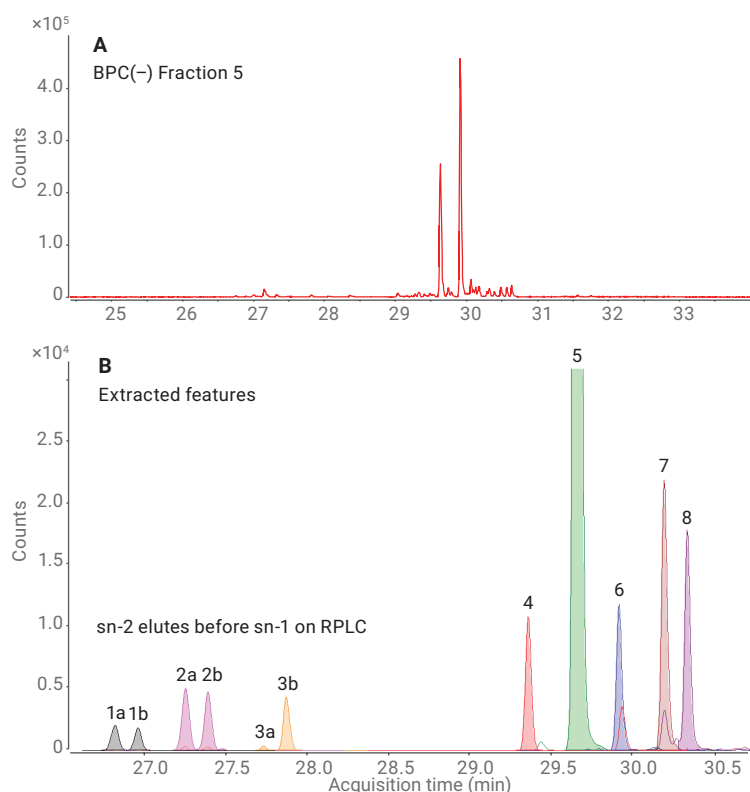 ×10⁵
A
BPC(–) Fraction 5
4.0
3.0
2.0
1.0
0
Counts
25 26 27 28 29 30 31 32 33
×10⁴
B
Extracted features
5
2.5
2.0
1.5
1.0
0.5
0
Counts
7
8
4
6
sn-2 elutes before sn-1 on RPLC
2a 2b
3b
1a 1b
3a
27.0 27.5 28.0 28.5 29.0 29.5 30.0 30.5
Acquisition time (min)